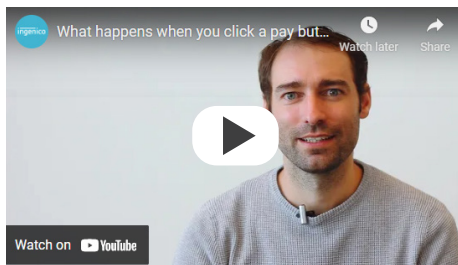 ingenico
What happens when you click a pay but...
Watch later
Share
Watch on YouTube